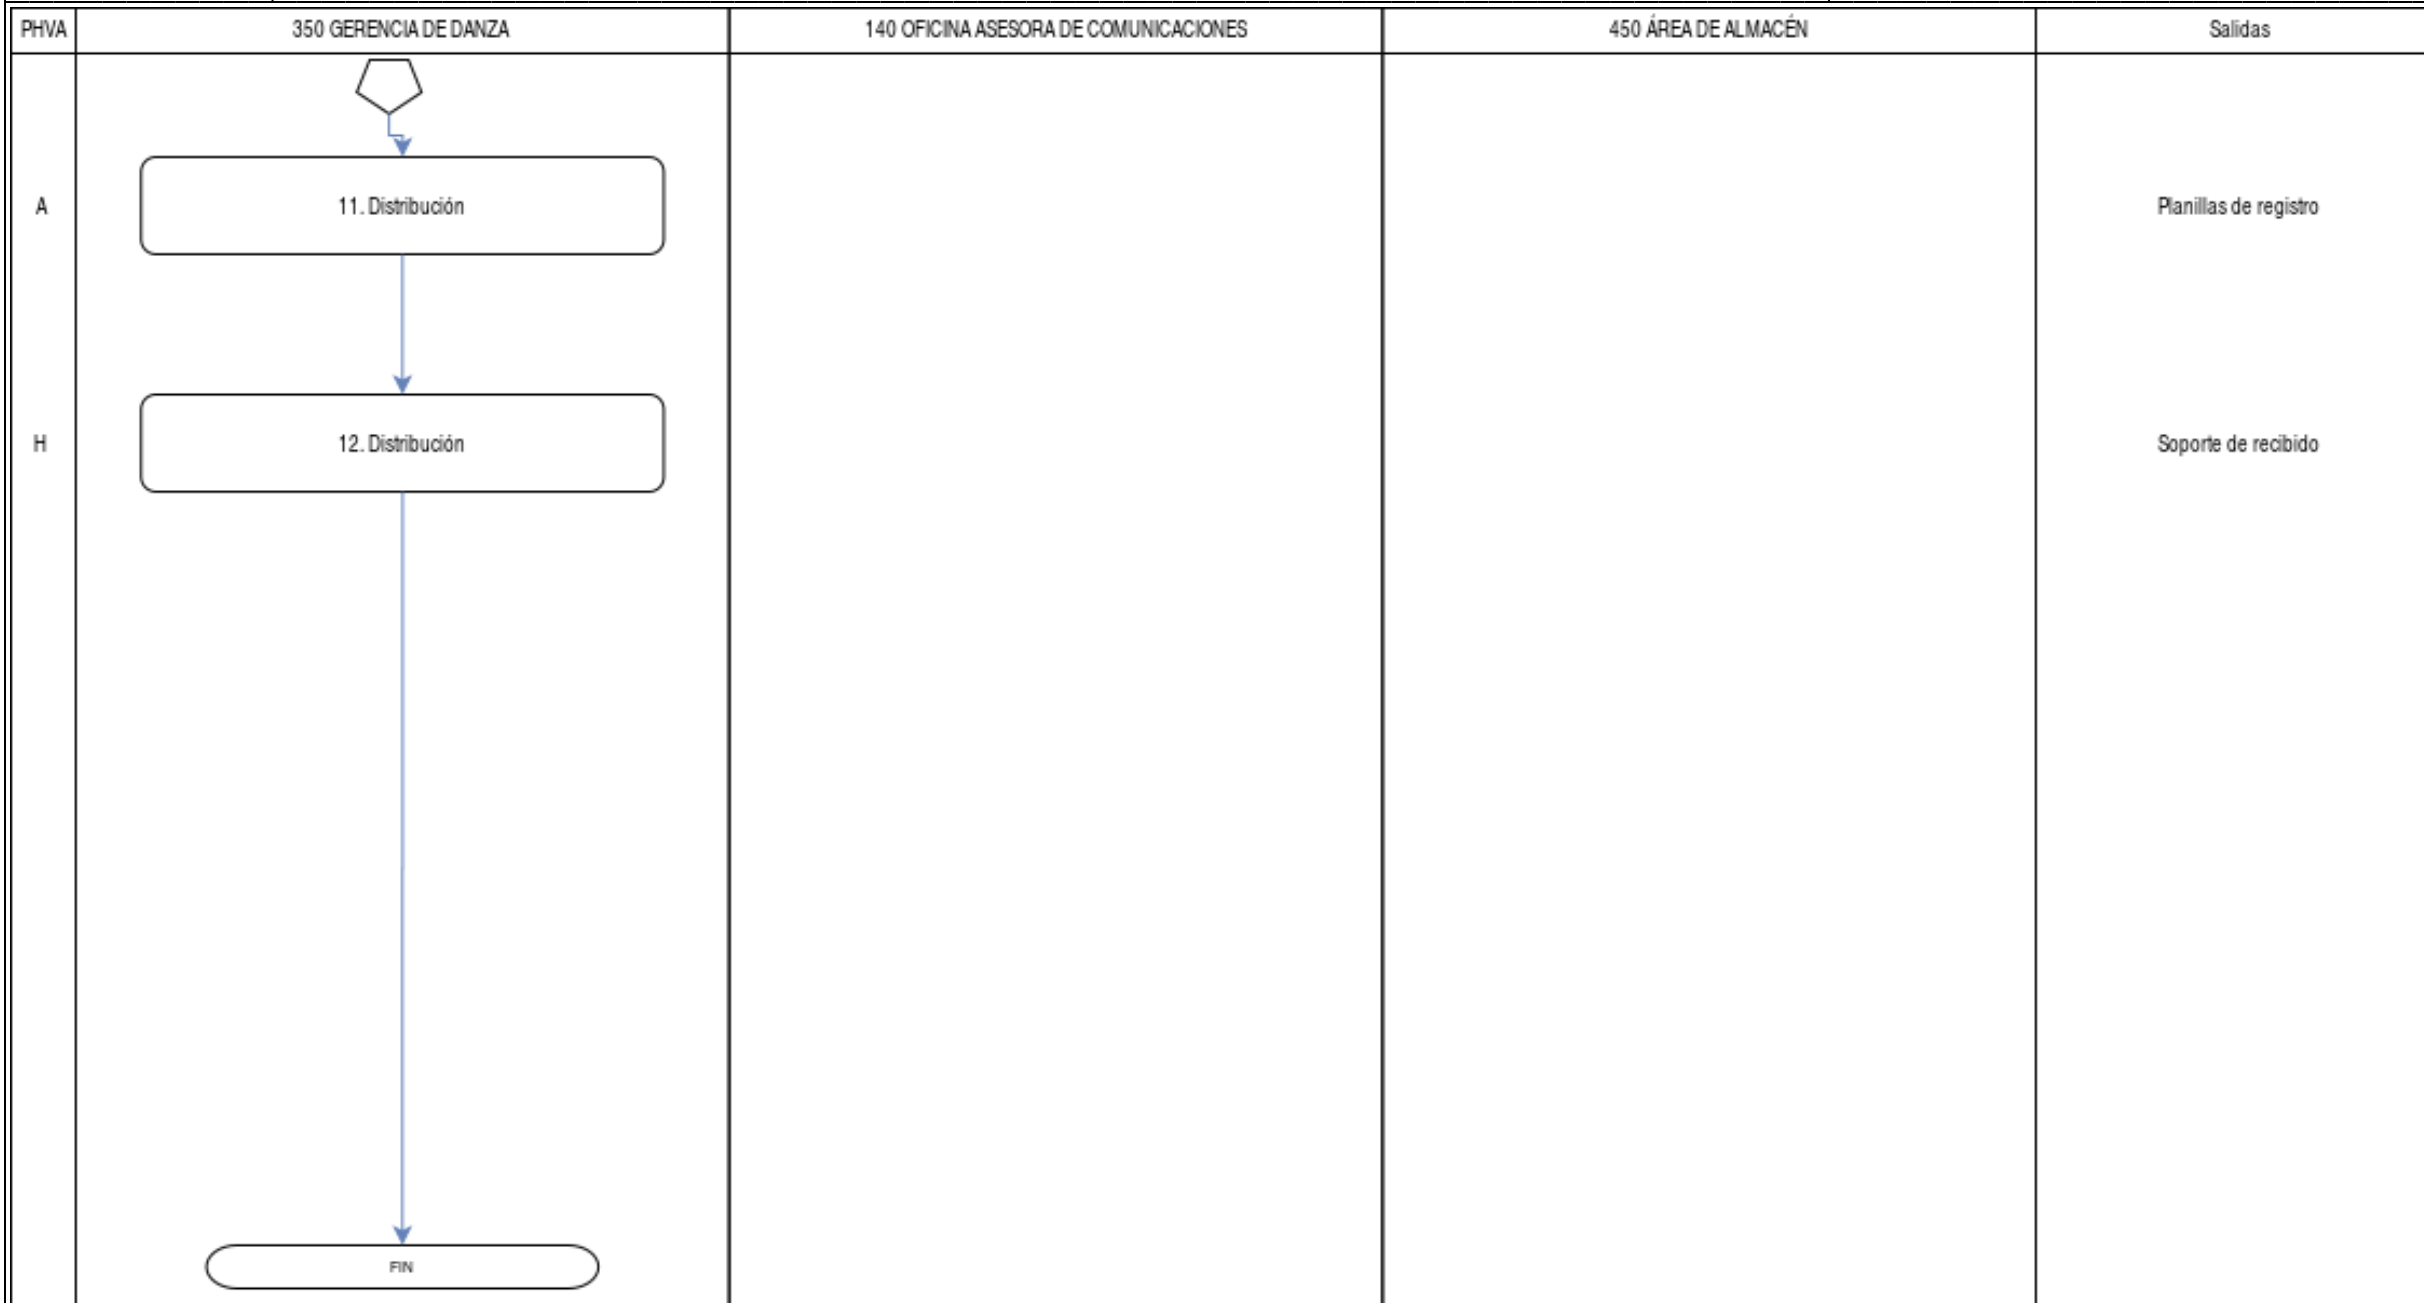 PHVA
350 GERENCIA DE DANZA
140 OFICINA ASESORA DE COMUNICACIONES
450 ÁREA DE ALMACÉN
Salidas
A
11. Distribución
Planillas de registro
H
12. Distribución
Soporte de recibido
FIN